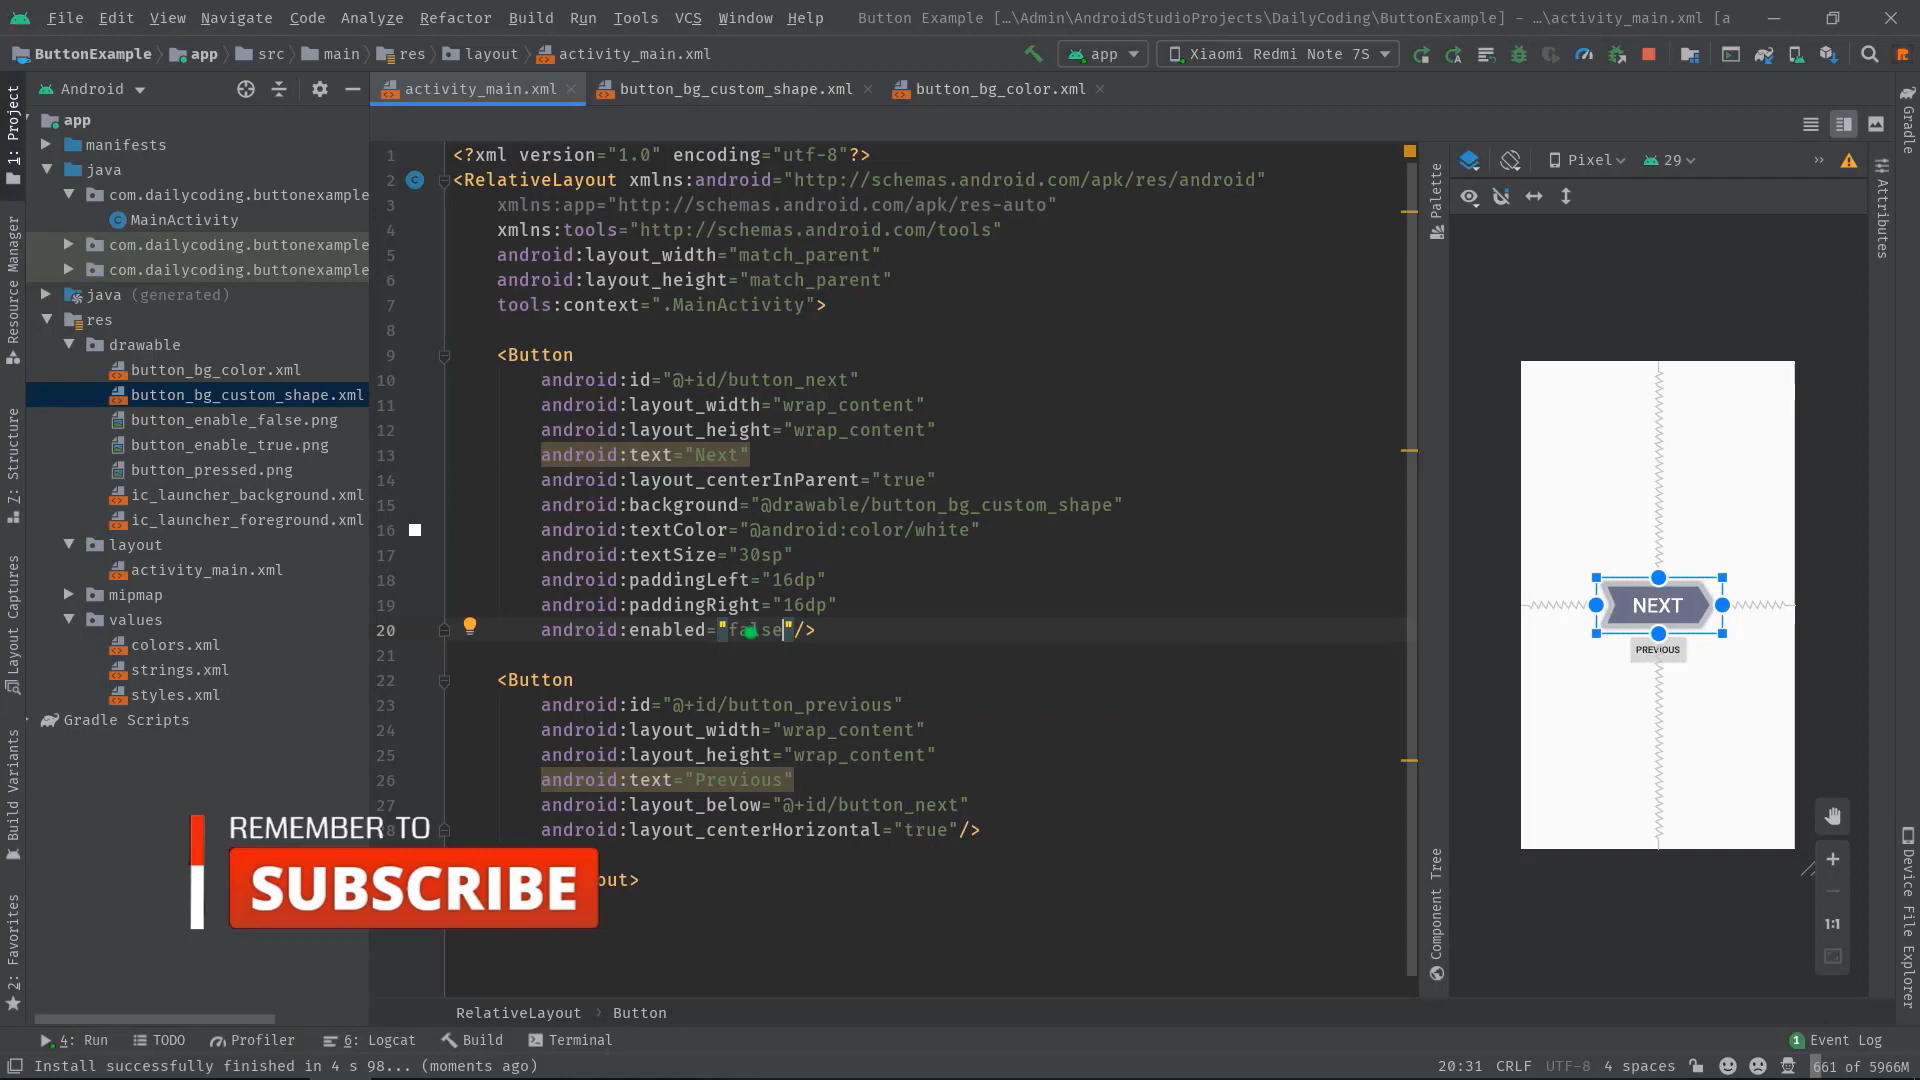 File Edit View Navigate Code Analyze Refactor Build Run Tools VCS Window Help Button Example [...\Admin\AndroidStudioProjects\DailyCoding\ButtonExample] - ...\activity_main.xml [a
ButtonExample app src main res layout activity_main.xml app Xiaomi Redmi Note 7S
Android activity_main.xml button_bg_custom_shape.xml button_bg_color.xml
1: Project
Resource Manager
Z: Structure
Layout Captures
Build Variants
2: Favorites
app
manifests
java
com.dailycoding.buttonexample
MainActivity
com.dailycoding.buttonexample
com.dailycoding.buttonexample
java (generated)
res
drawable
button_bg_color.xml
button_bg_custom_shape.xml
button_enable_false.png
button_enable_true.png
button_pressed.png
ic_launcher_background.xml
ic_launcher_foreground.xml
layout
activity_main.xml
mipmap
values
colors.xml
strings.xml
styles.xml
Gradle Scripts
1 <?xml version="1.0" encoding="utf-8"?>
2 <RelativeLayout xmlns:android="http://schemas.android.com/apk/res/android"
3 xmlns:app="http://schemas.android.com/apk/res-auto"
4 xmlns:tools="http://schemas.android.com/tools"
5 android:layout_width="match_parent"
6 android:layout_height="match_parent"
7 tools:context=".MainActivity">
8
9 <Button
10 android:id="@+id/button_next"
11 android:layout_width="wrap_content"
12 android:layout_height="wrap_content"
13 android:text="Next"
14 android:layout_centerInParent="true"
15 android:background="@drawable/button_bg_custom_shape"
16 android:textColor="@android:color/white"
17 android:textSize="30sp"
18 android:paddingLeft="16dp"
19 android:paddingRight="16dp"
20 android:enabled="false"/>
21
22 <Button
23 android:id="@+id/button_previous"
24 android:layout_width="wrap_content"
25 android:layout_height="wrap_content"
26 android:text="Previous"
27 android:layout_below="@+id/button_next"
28 android:layout_centerHorizontal="true"/>
out>
REMEMBER TO
SUBSCRIBE
RelativeLayout Button
Palette
Component Tree
Pixel 29
NEXT
PREVIOUS
1:1
Gradle
Attributes
Device File Explorer
4: Run TODO Profiler 6: Logcat Build Terminal 1 Event Log
Install successfully finished in 4 s 98... (moments ago) 20:31 CRLF UTF-8 4 spaces 661 of 5966M